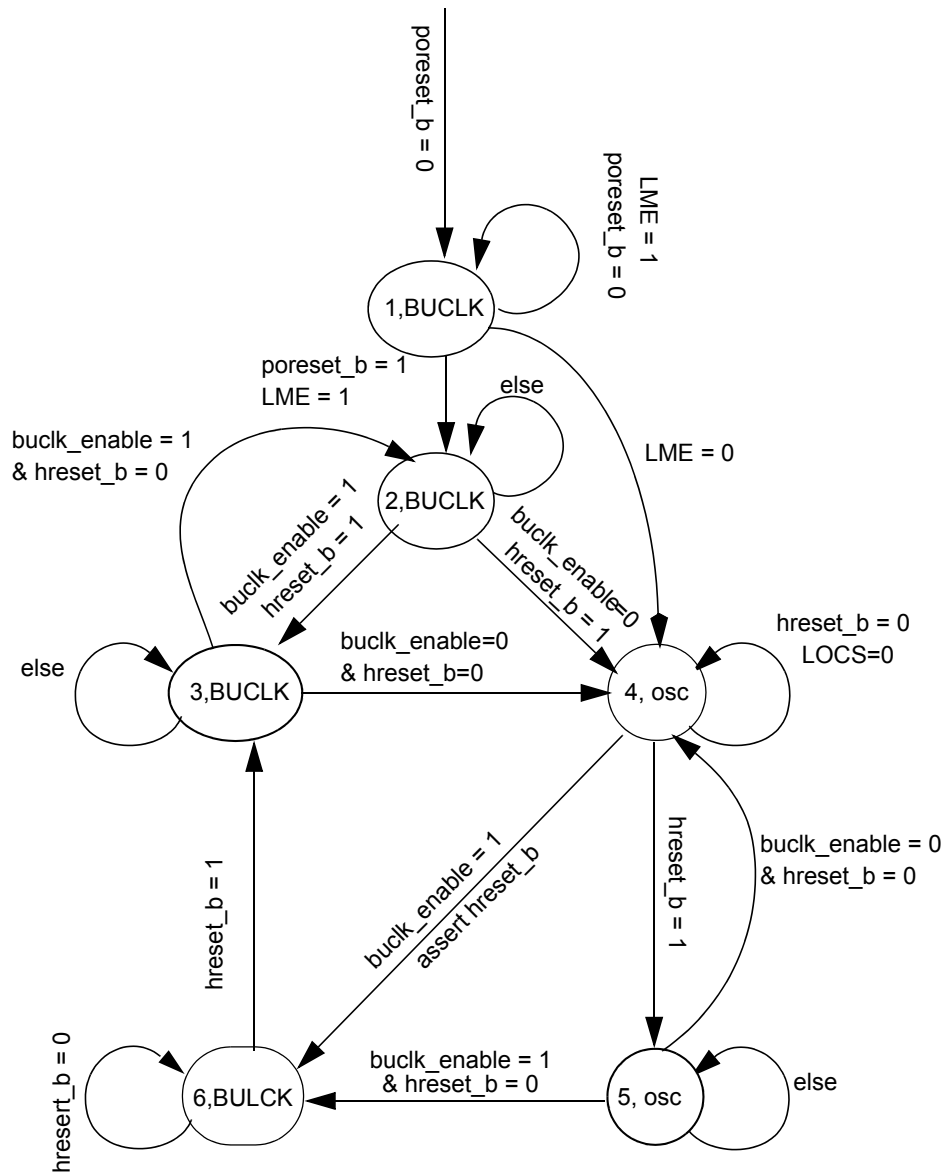 poreset_b = 0
LME = 1
poreset_b = 0
1,BUCLK
poreset_b = 1
LME = 1
else
buclk_enable = 1
& hreset_b = 0
LME = 0
2,BUCLK
buclk_enable = 1
hreset_b = 1
buclk_enable=0
hreset_b = 1
hreset_b = 0
LOCS=0
else
buclk_enable=0
& hreset_b=0
3,BUCLK
4, osc
buclk_enable = 1
assert hreset_b
hreset_b = 1
hreset_b = 1
buclk_enable = 0
& hreset_b = 0
hresert_b = 0
6,BULCK
buclk_enable = 1
& hreset_b = 0
5, osc
else